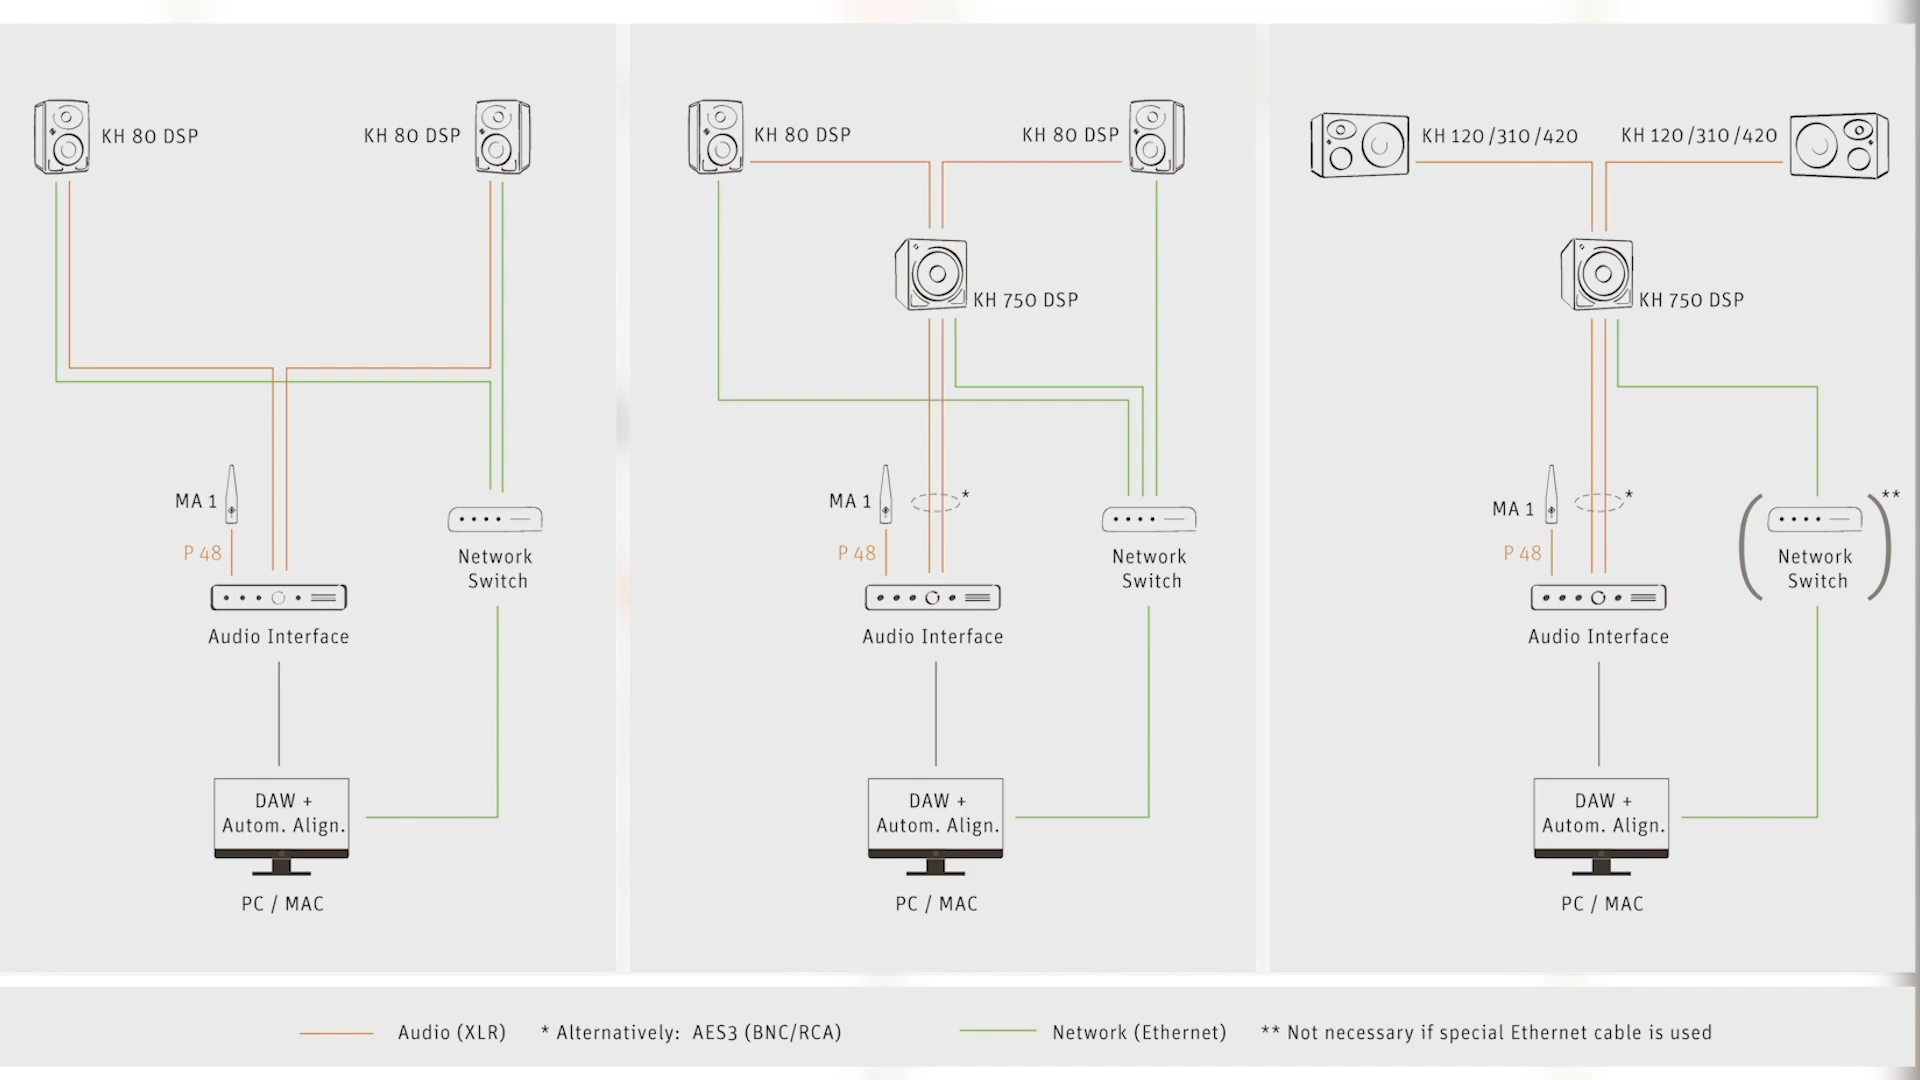 KH 80 DSP
KH 80 DSP
MA 1
P 48
Network
Switch
Audio Interface
DAW +
Autom. Align.
PC / MAC
KH 80 DSP
KH 80 DSP
KH 750 DSP
MA 1
*
P 48
Network
Switch
Audio Interface
DAW +
Autom. Align.
PC / MAC
KH 120 /310 /420
KH 120 /310 /420
KH 750 DSP
MA 1
*
**
P 48
( Network
Switch )
Audio Interface
DAW +
Autom. Align.
PC / MAC
Audio (XLR) * Alternatively: AES3 (BNC/RCA) Network (Ethernet) ** Not necessary if special Ethernet cable is used